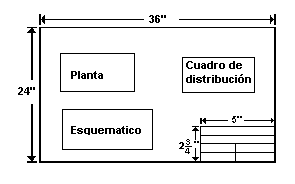 36"
Planta
Cuadro de
distribución
24"
Esquematico
5"
2 3/4"